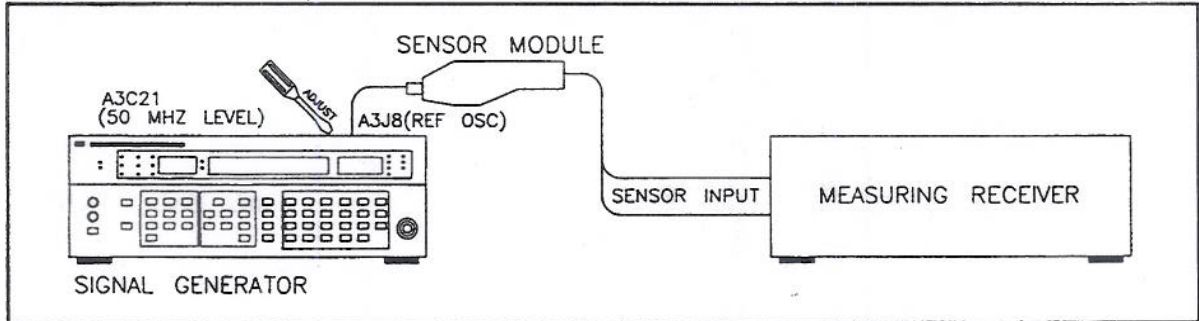 SENSOR MODULE
A3C21
(50 MHZ LEVEL)
ADJUST
A3J8(REF OSC)
SENSOR INPUT
MEASURING RECEIVER
SIGNAL GENERATOR